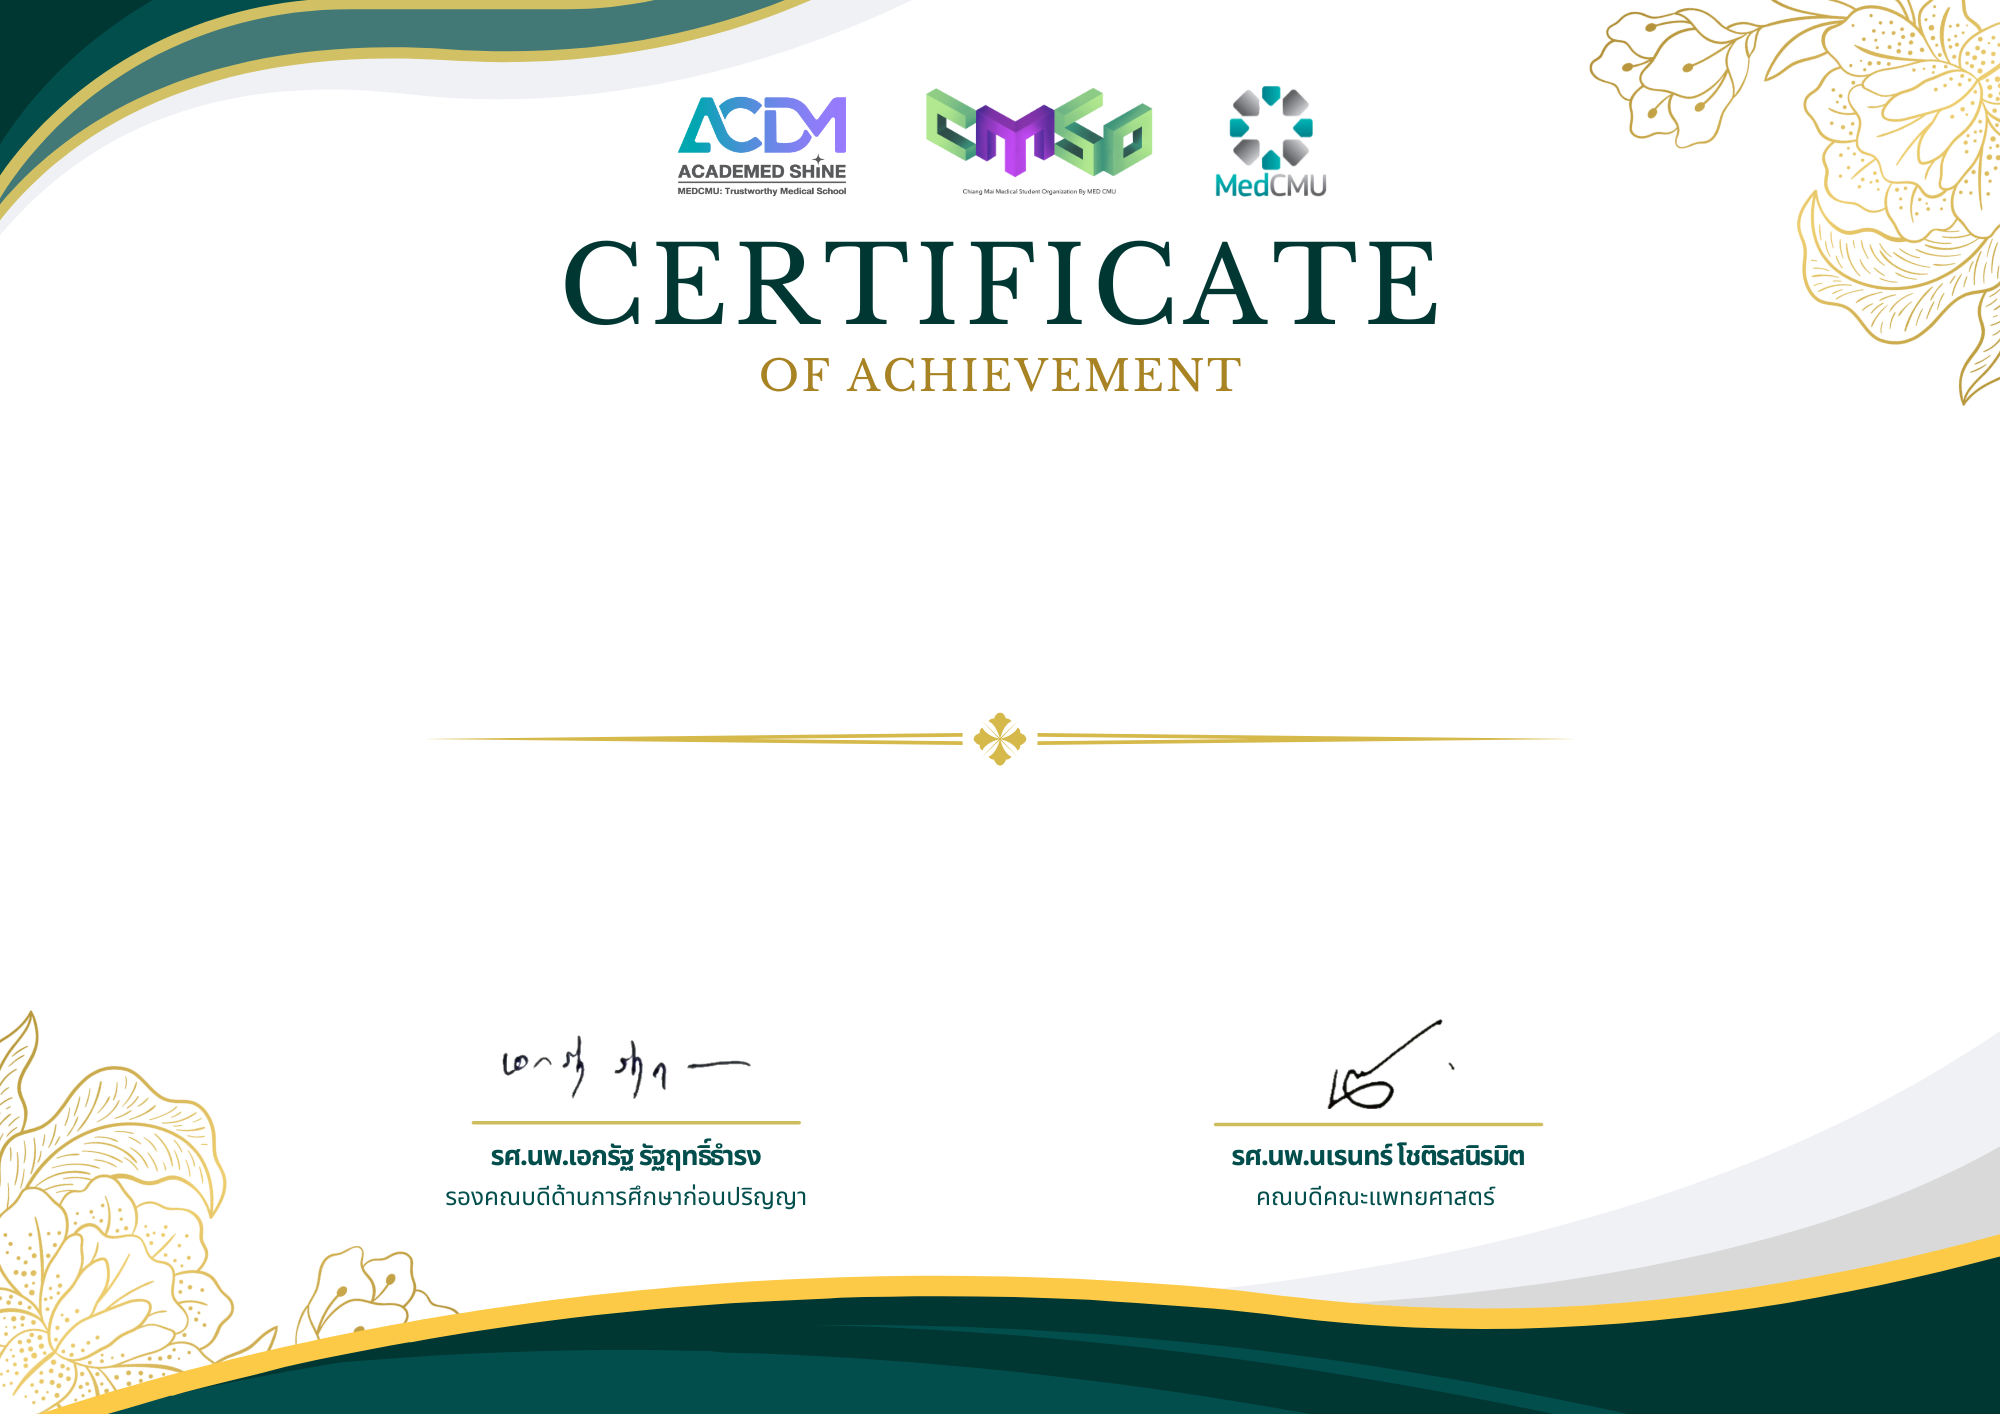 ACDM
ACADEMED SHiNE
MEDCMU: Trustworthy Medical School
CMSO
Chiang Mai Medical Student Organization By MED CMU
MedCMU
CERTIFICATE
OF ACHIEVEMENT
รศ.นพ.เอกรัฐ รัฐฤทธิ์ธำรง
รองคณบดีด้านการศึกษาก่อนปริญญา
รศ.นพ.นเรนทร์ โชติรสนิรมิต
คณบดีคณะแพทยศาสตร์